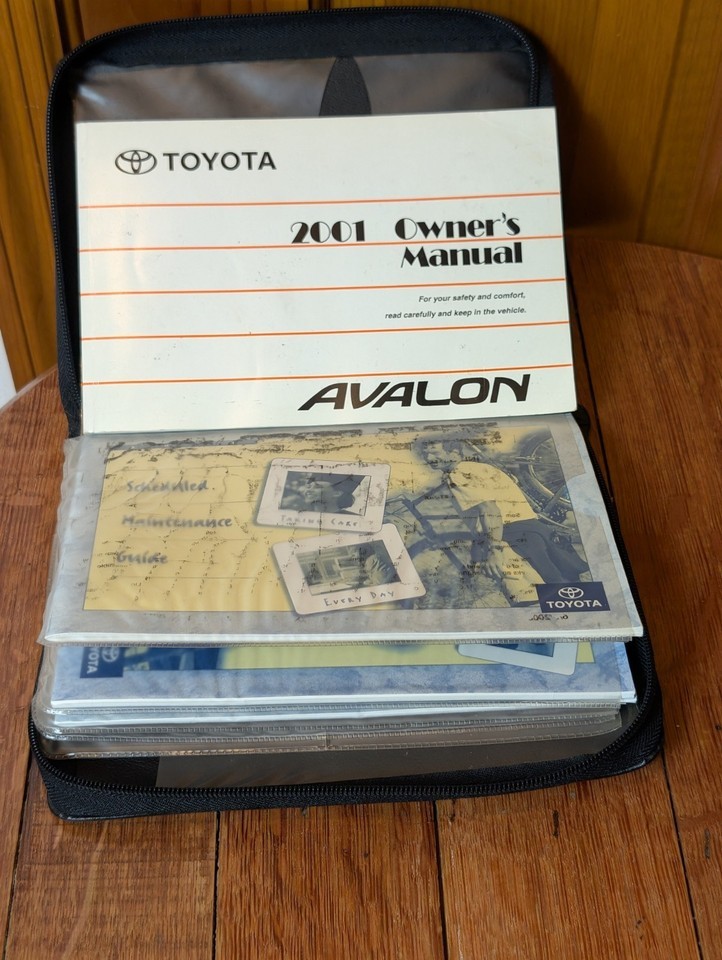 TOYOTA
2001 Owner's
Manual
For your safety and comfort,
read carefully and keep in the vehicle.
AVALON
Scheduled
Maintenance
Guide
TAKING CARE
EVERY DAY
TOYOTA
TOYOTA